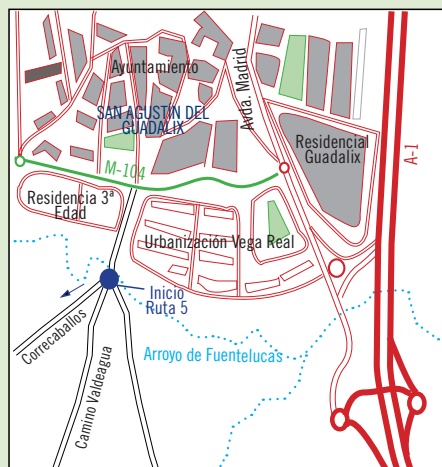 Ayuntamiento
Avda. Madrid
SAN AGUSTÍN DEL
GUADALIX
Residencial
Guadalix
A-1
M-104
Residencia 3ª
Edad
Urbanización Vega Real
Inicio
Ruta 5
Correcaballos
Arroyo de Fuentelucas
Camino Valdeagua